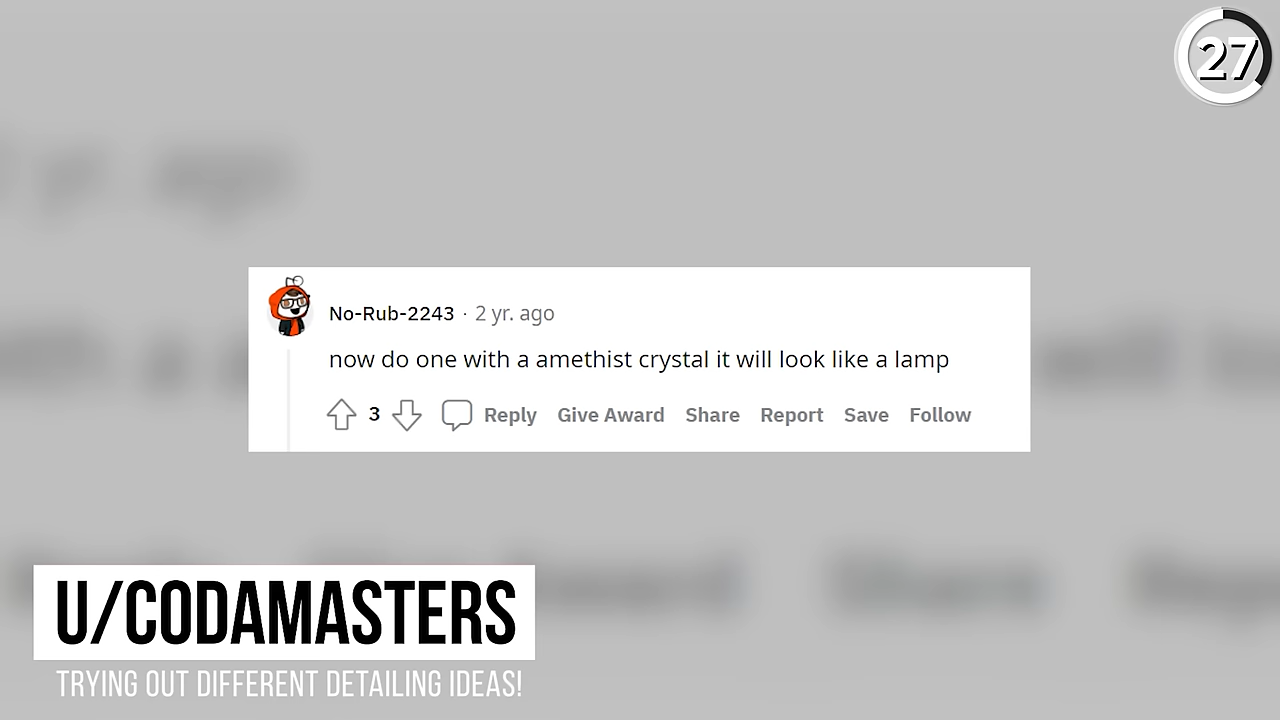 27
No-Rub-2243 · 2 yr. ago
now do one with a amethist crystal it will look like a lamp
3 Reply Give Award Share Report Save Follow
U/CODAMASTERS
TRYING OUT DIFFERENT DETAILING IDEAS!